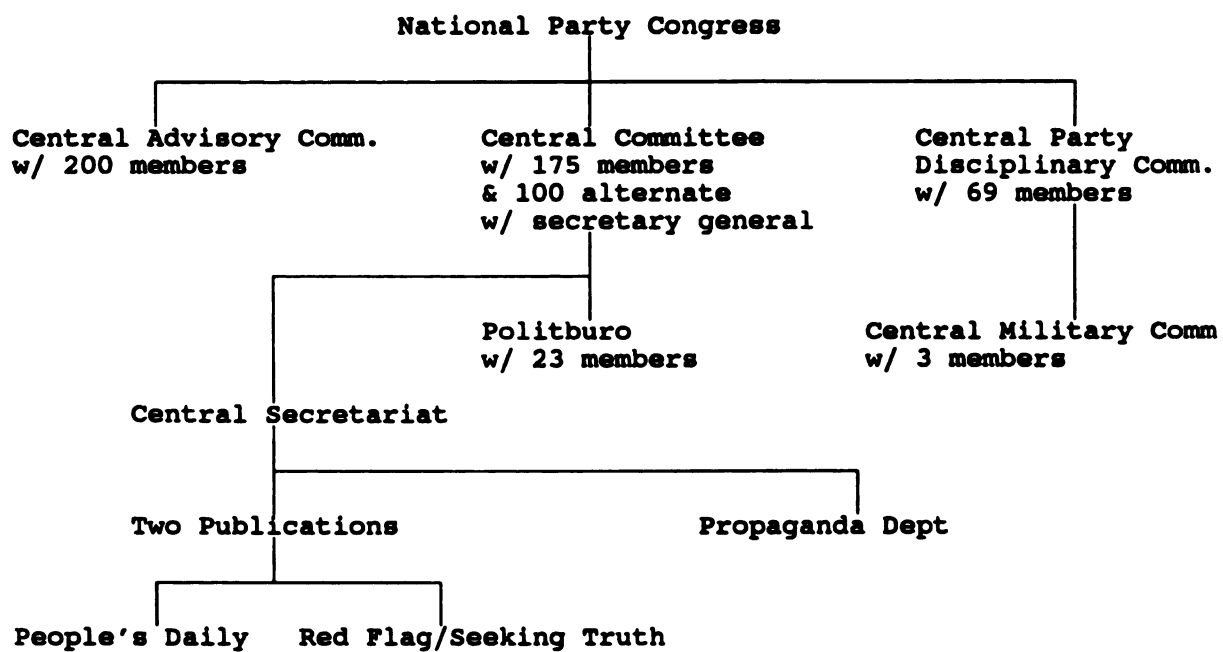 National Party Congress
Central Advisory Comm.
w/ 200 members
Central Committee
w/ 175 members
& 100 alternate
w/ secretary general
Central Party
Disciplinary Comm.
w/ 69 members
Politburo
w/ 23 members
Central Military Comm
w/ 3 members
Central Secretariat
Two Publications
Propaganda Dept
People's Daily
Red Flag/Seeking Truth